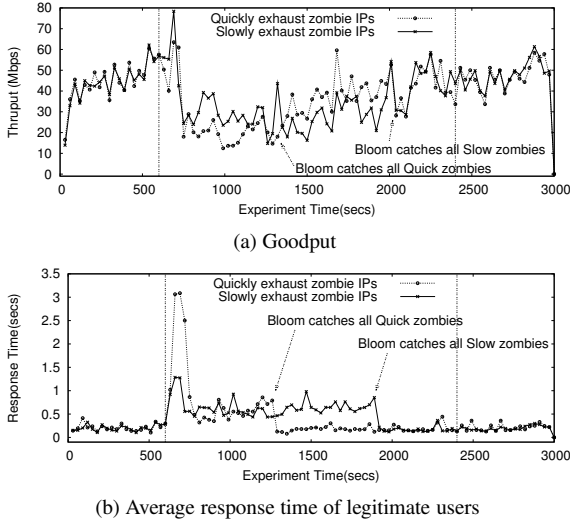 80
70
60
50
40
30
20
10
0
Thruput (Mbps)
Quickly exhaust zombie IPs
Slowly exhaust zombie IPs
Bloom catches all Slow zombies
Bloom catches all Quick zombies
0 500 1000 1500 2000 2500 3000
Experiment Time(secs)
(a) Goodput
3.5
3
2.5
2
1.5
1
0.5
0
Response Time(secs)
Quickly exhaust zombie IPs
Slowly exhaust zombie IPs
Bloom catches all Quick zombies
Bloom catches all Slow zombies
0 500 1000 1500 2000 2500 3000
Experiment Time(secs)
(b) Average response time of legitimate users